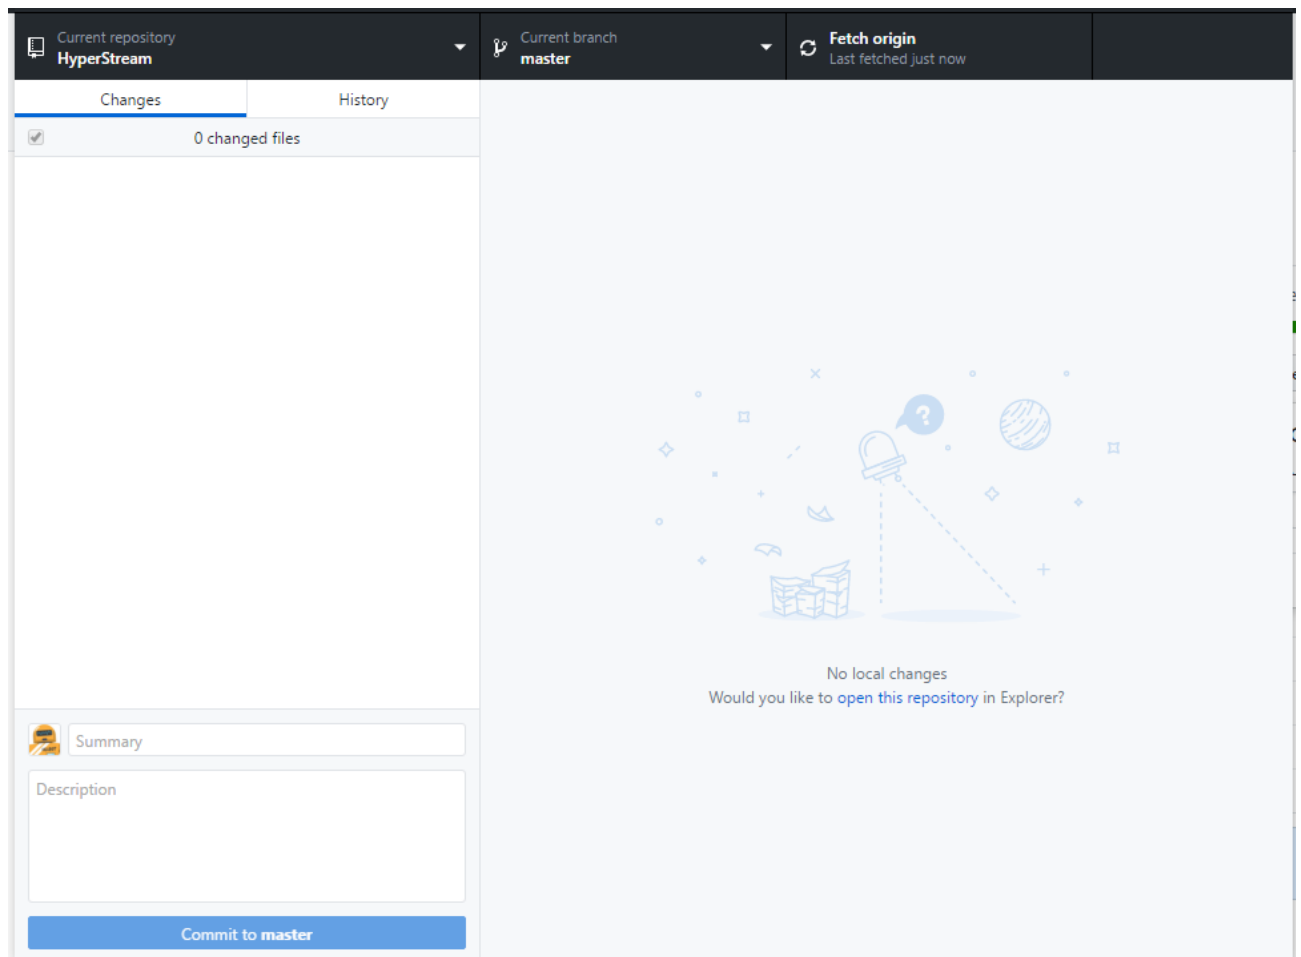 Current repository
HyperStream
Current branch
master
Fetch origin
Last fetched just now
Changes
History
0 changed files
?
No local changes
Would you like to open this repository in Explorer?
Summary
Description
Commit to master